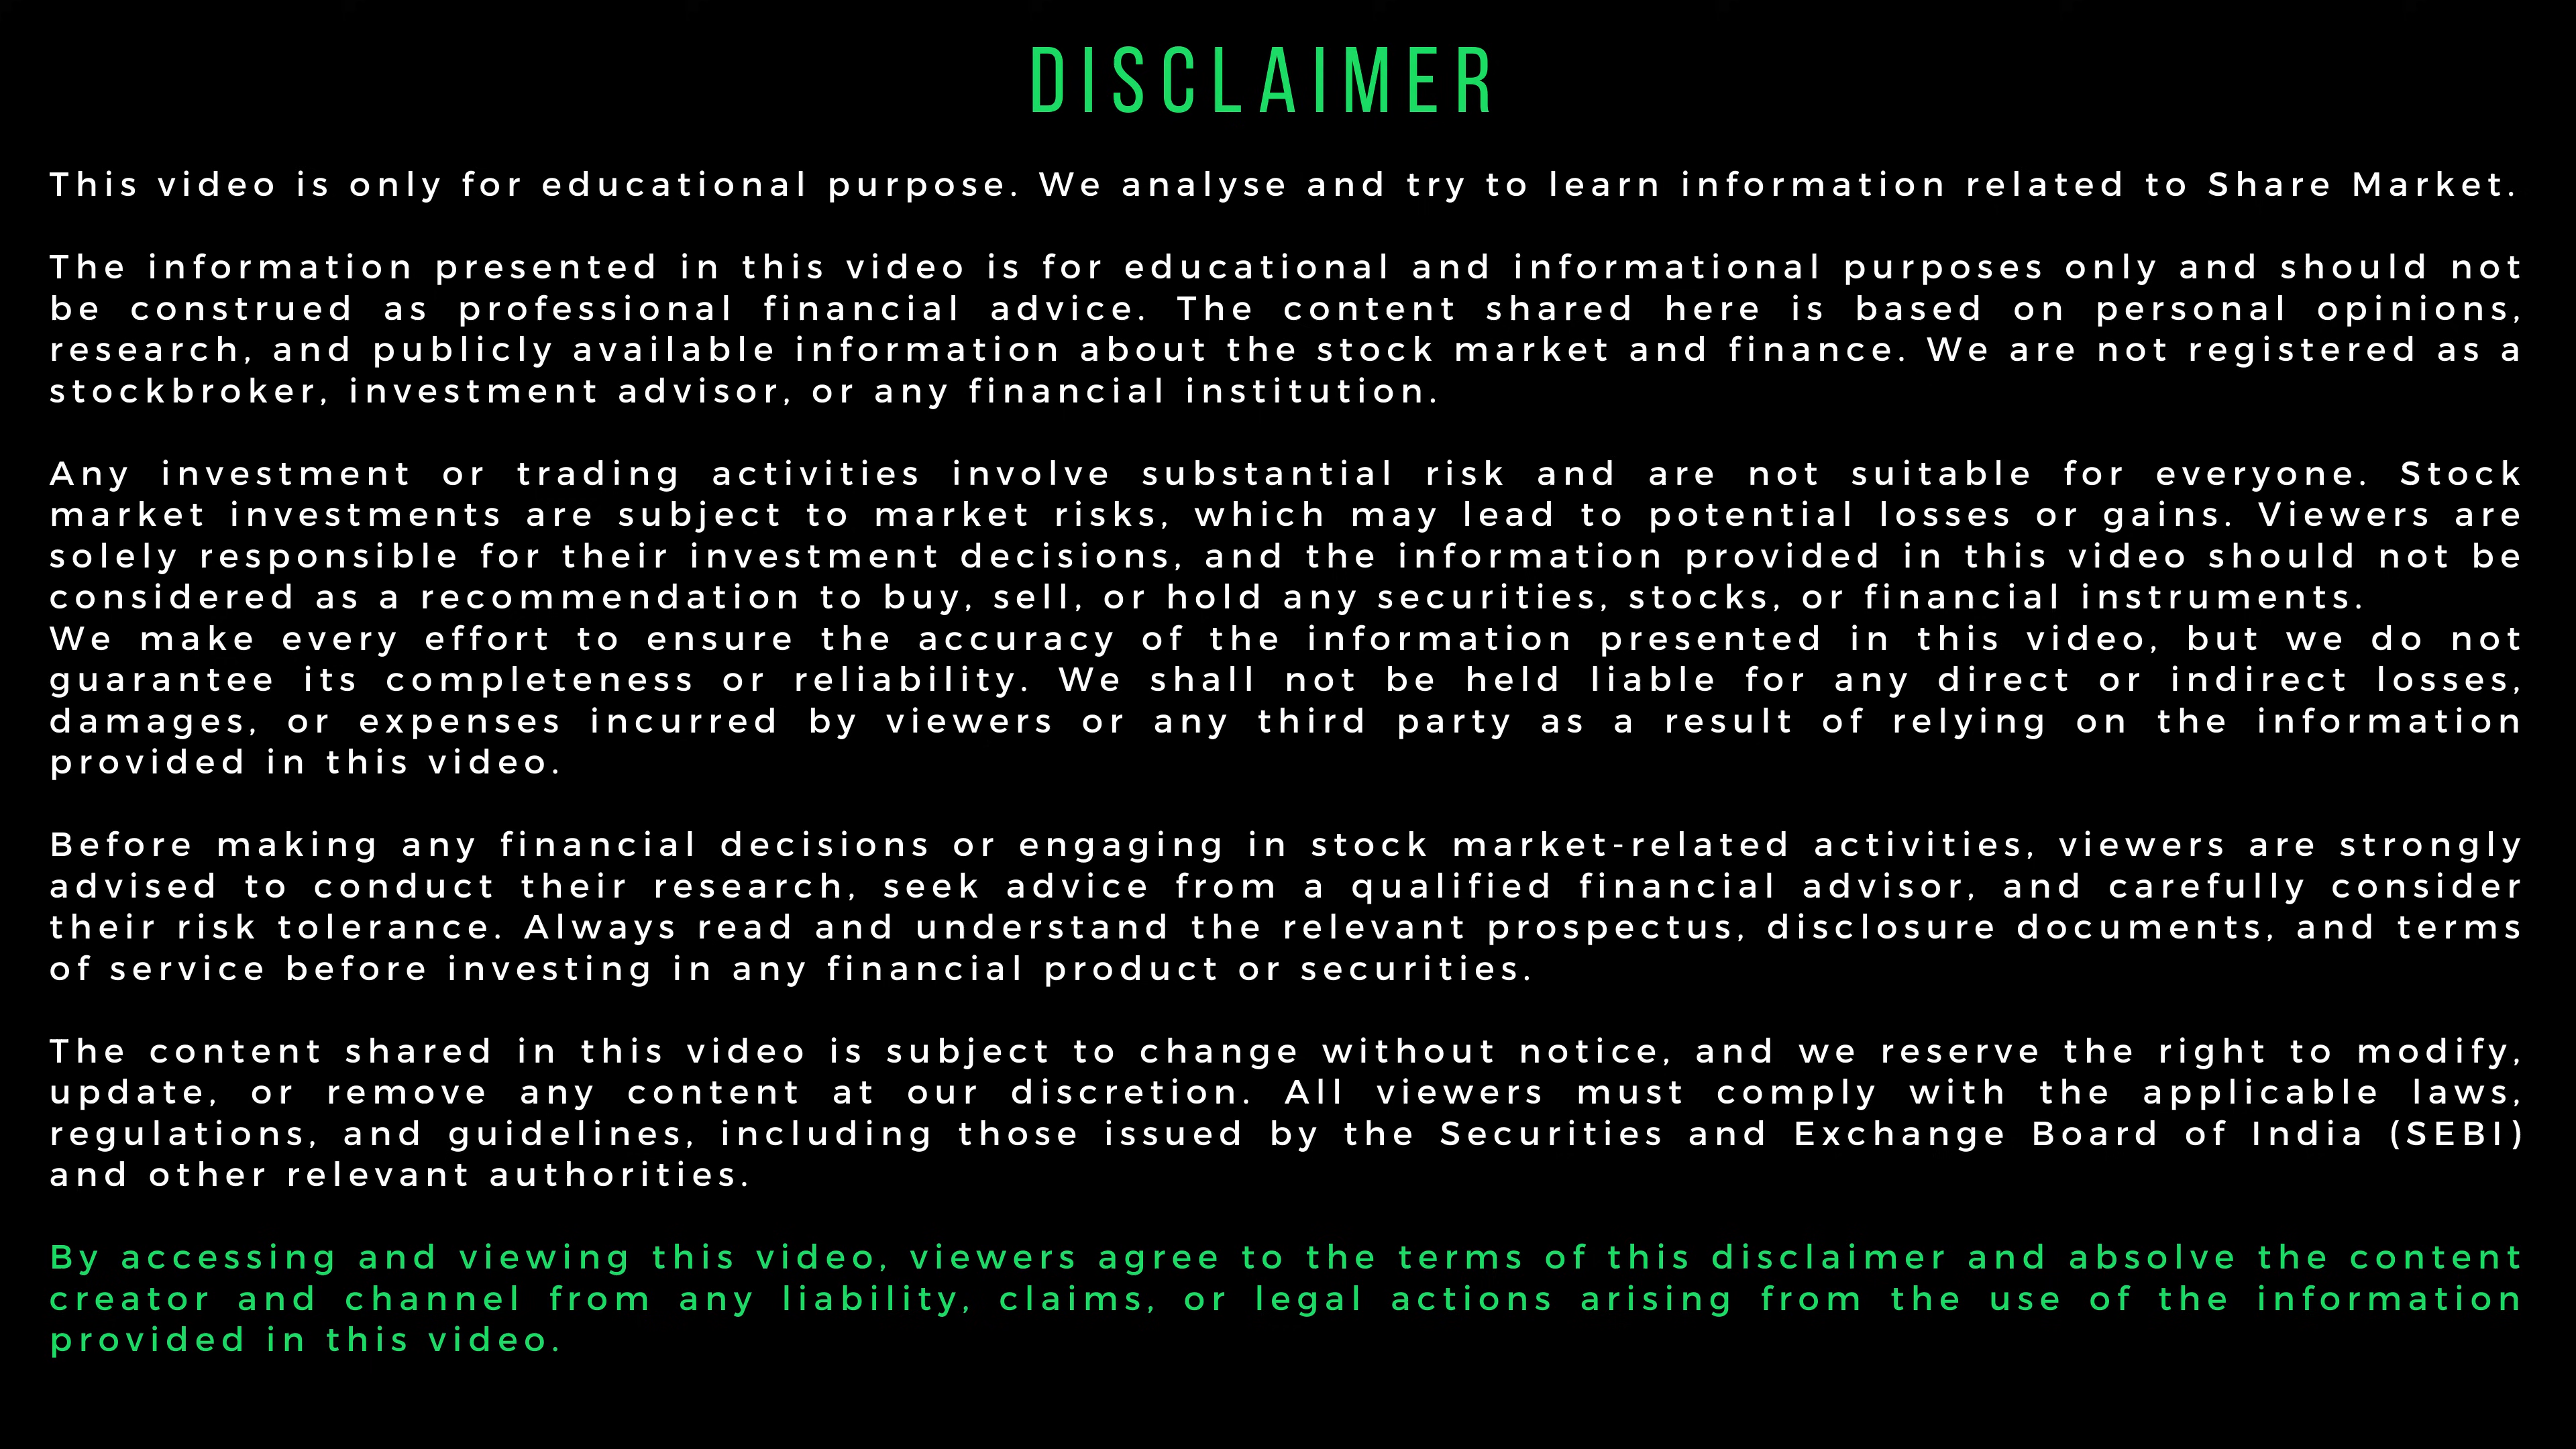 DISCLAIMER
This video is only for educational purpose. We analyse and try to learn information related to Share Market.
The information presented in this video is for educational and informational purposes only and should not
be construed as professional financial advice. The content shared here is based on personal opinions,
research, and publicly available information about the stock market and finance. We are not registered as a
stockbroker, investment advisor, or any financial institution.
Any investment or trading activities involve substantial risk and are not suitable for everyone. Stock
market investments are subject to market risks, which may lead to potential losses or gains. Viewers are
solely responsible for their investment decisions, and the information provided in this video should not be
considered as a recommendation to buy, sell, or hold any securities, stocks, or financial instruments.
We make every effort to ensure the accuracy of the information presented in this video, but we do not
guarantee its completeness or reliability. We shall not be held liable for any direct or indirect losses,
damages, or expenses incurred by viewers or any third party as a result of relying on the information
provided in this video.
Before making any financial decisions or engaging in stock market-related activities, viewers are strongly
advised to conduct their research, seek advice from a qualified financial advisor, and carefully consider
their risk tolerance. Always read and understand the relevant prospectus, disclosure documents, and terms
of service before investing in any financial product or securities.
The content shared in this video is subject to change without notice, and we reserve the right to modify,
update, or remove any content at our discretion. All viewers must comply with the applicable laws,
regulations, and guidelines, including those issued by the Securities and Exchange Board of India (SEBI)
and other relevant authorities.
By accessing and viewing this video, viewers agree to the terms of this disclaimer and absolve the content
creator and channel from any liability, claims, or legal actions arising from the use of the information
provided in this video.